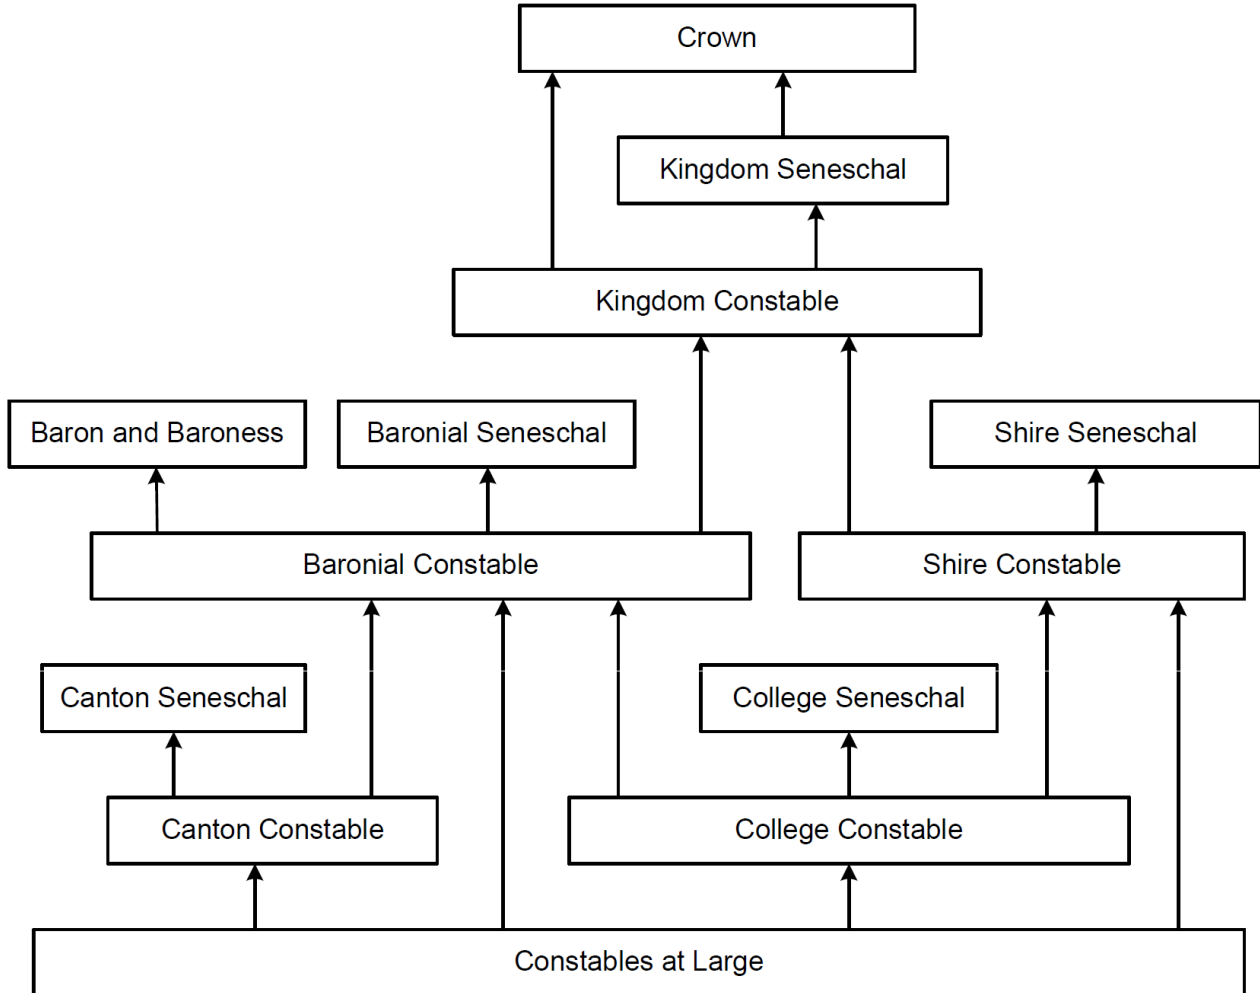 Crown
Kingdom Seneschal
Kingdom Constable
Baron and Baroness
Baronial Seneschal
Shire Seneschal
Baronial Constable
Shire Constable
Canton Seneschal
College Seneschal
Canton Constable
College Constable
Constables at Large